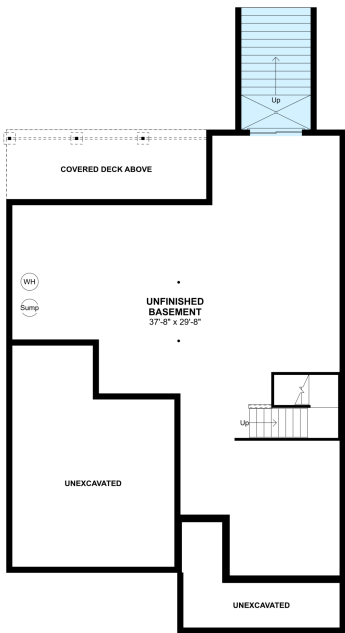 Up
COVERED DECK ABOVE
WH
Sump
UNFINISHED
BASEMENT
37'-8" x 29'-8"
Up
UNEXCAVATED
UNEXCAVATED